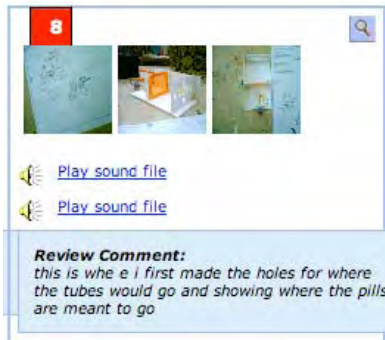 8
Play sound file
Play sound file
Review Comment:
this is whe e i first made the holes for where
the tubes would go and showing where the pills
are meant to go